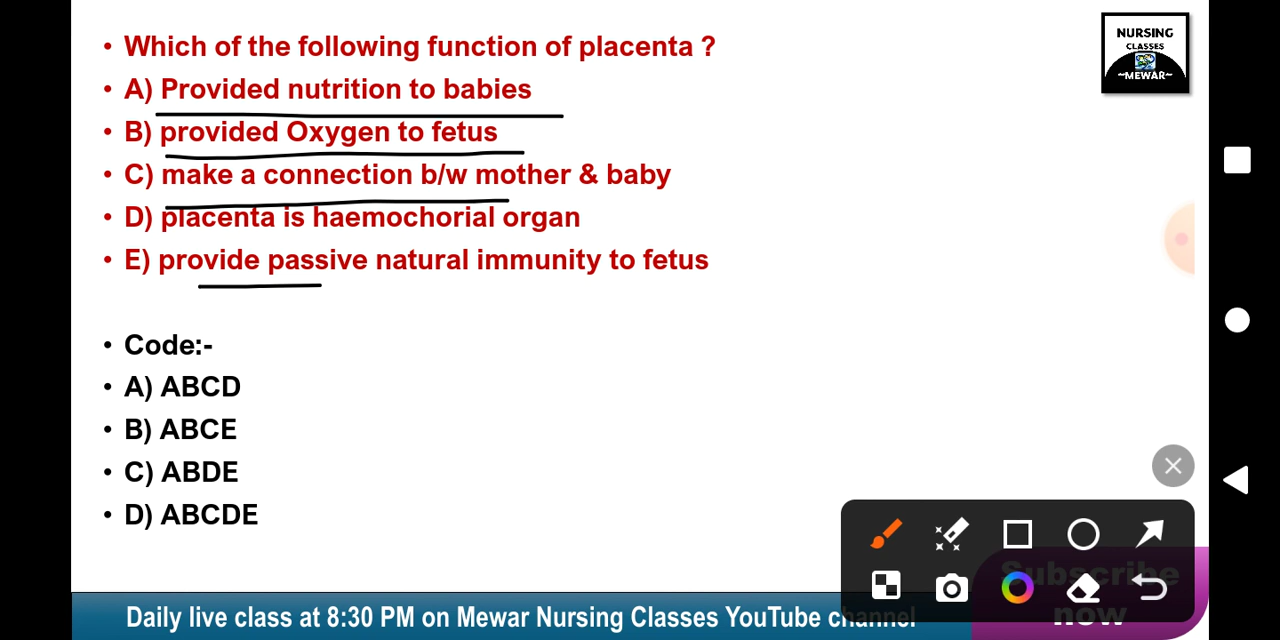 • Which of the following function of placenta ?
• A) Provided nutrition to babies
• B) provided Oxygen to fetus
• C) make a connection b/w mother & baby
• D) placenta is haemochorial organ
• E) provide passive natural immunity to fetus
• Code:-
• A) ABCD
• B) ABCE
• C) ABDE
• D) ABCDE
NURSING
CLASSES
~MEWAR~
Subscribe
now
Daily live class at 8:30 PM on Mewar Nursing Classes YouTube channel